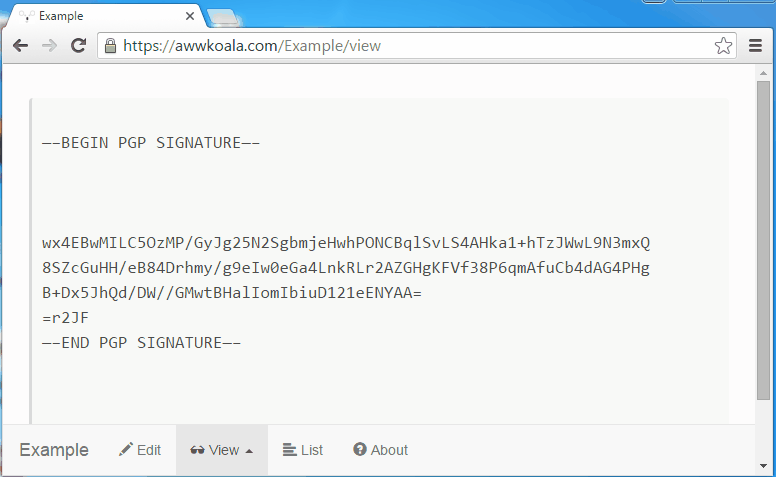 Example
https://awwkoala.com/Example/view
—–BEGIN PGP SIGNATURE—–
wx4EBwMILC5OzMP/GyJg25N2SgbmjeHwhPONCBqlSvLS4AHka1+hTzJWwL9N3mxQ
8SZcGuHH/eB84Drhmy/g9eIw0eGa4LnkRLr2AZGHgKFVf38P6qmAfuCb4dAG4PHg
B+Dx5JhQd/DW//GMwtBHalIomIbiuD121eENYAA=
=r2JF
—–END PGP SIGNATURE—–
Example Edit View List About